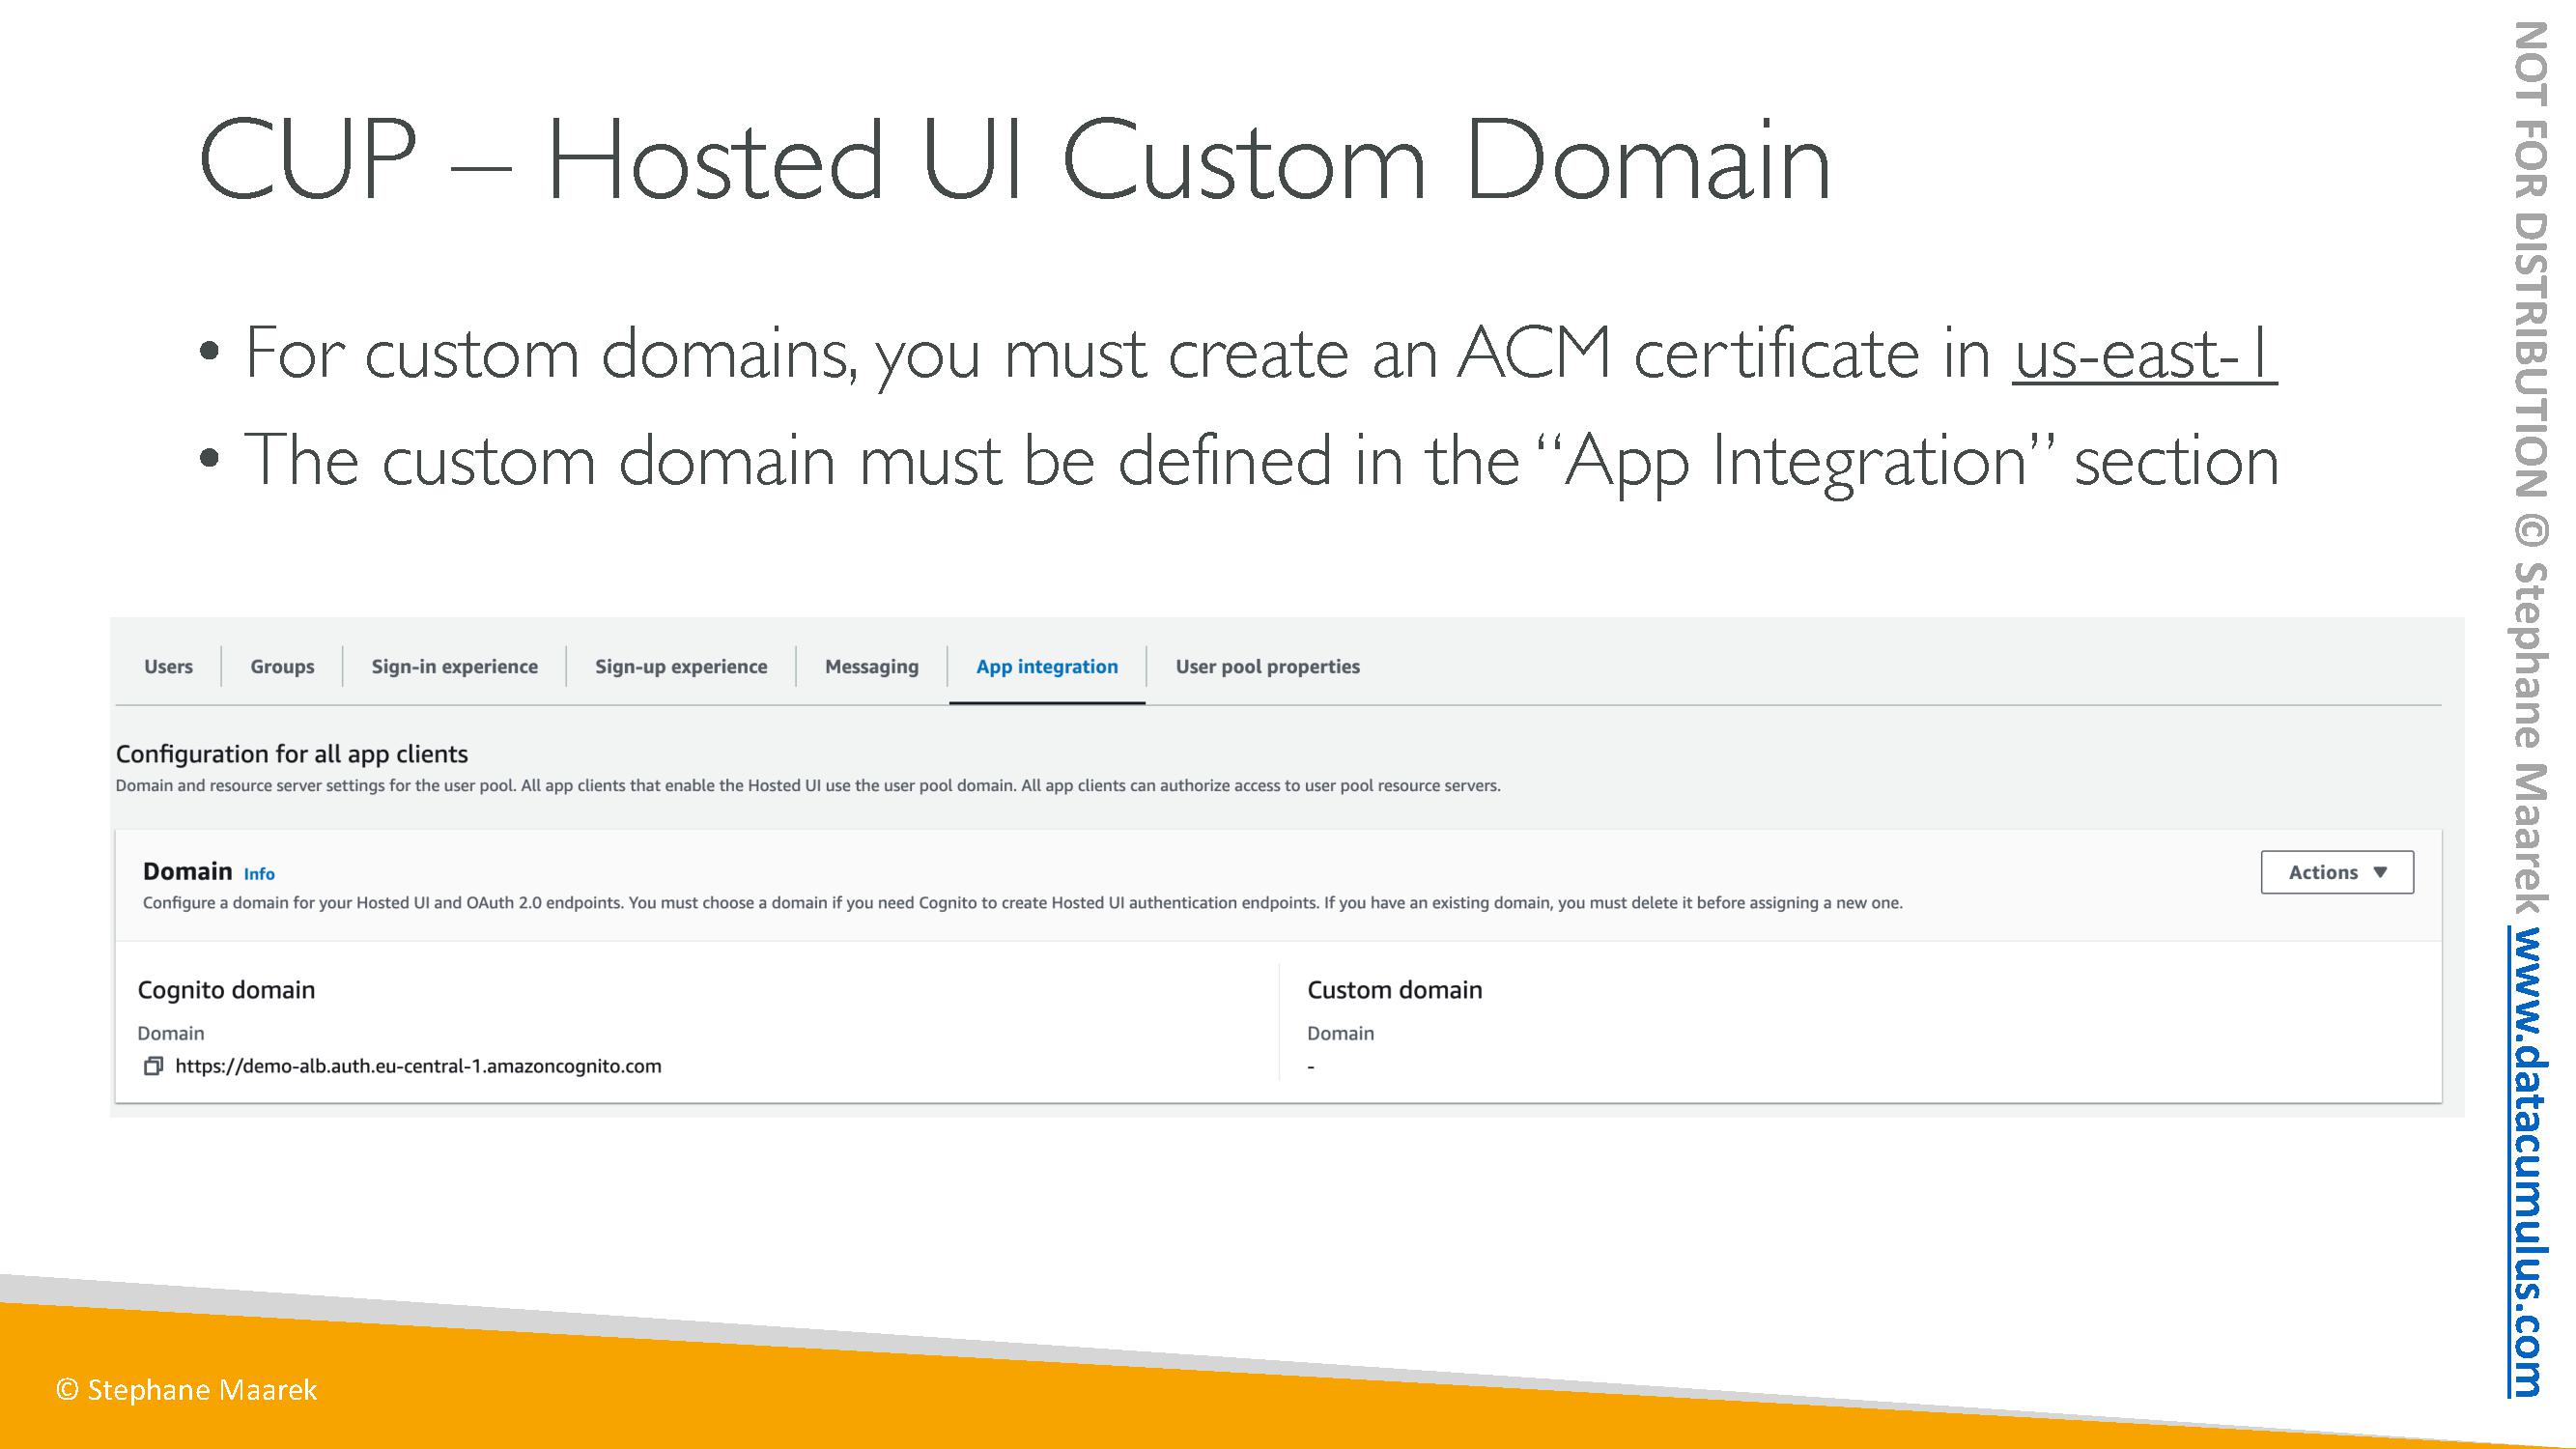 CUP – Hosted UI Custom Domain
• For custom domains, you must create an ACM certificate in us-east-1
• The custom domain must be defined in the “App Integration” section
Users Groups Sign-in experience Sign-up experience Messaging App integration User pool properties
Configuration for all app clients
Domain and resource server settings for the user pool. All app clients that enable the Hosted UI use the user pool domain. All app clients can authorize access to user pool resource servers.
Domain Info
Actions ▼
Configure a domain for your Hosted UI and OAuth 2.0 endpoints. You must choose a domain if you need Cognito to create Hosted UI authentication endpoints. If you have an existing domain, you must delete it before assigning a new one.
Cognito domain
Domain
https://demo-alb.auth.eu-central-1.amazoncognito.com
Custom domain
Domain
-
© Stephane Maarek
NOT FOR DISTRIBUTION © Stephane Maarek www.datacumulus.com